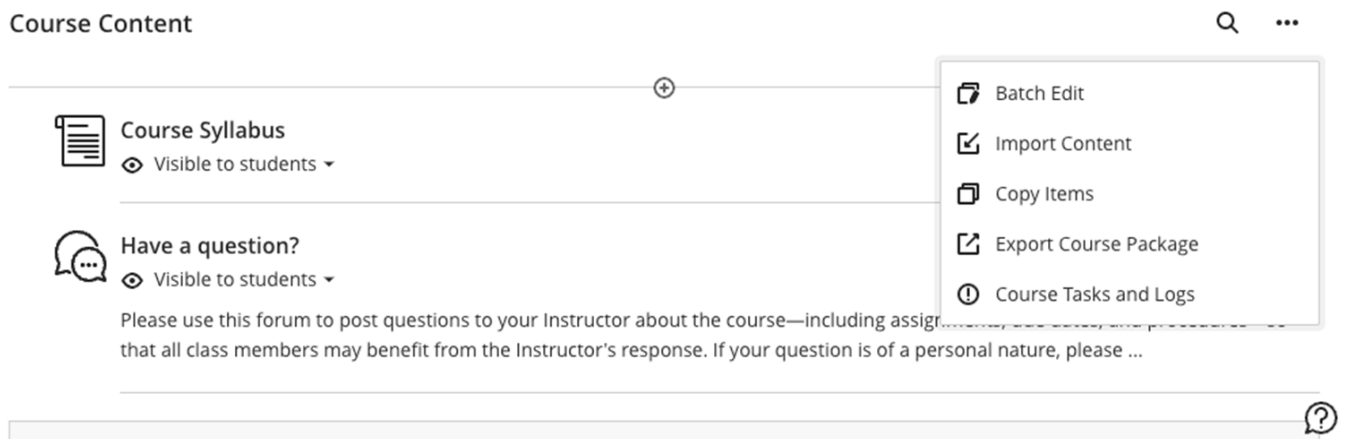 Course Content
Batch Edit
Course Syllabus
Import Content
Visible to students
Copy Items
Have a question?
Export Course Package
Visible to students
Course Tasks and Logs
Please use this forum to post questions to your Instructor about the course—including
that all class members may benefit from the Instructor's response. If your question is of a personal nature, please ...